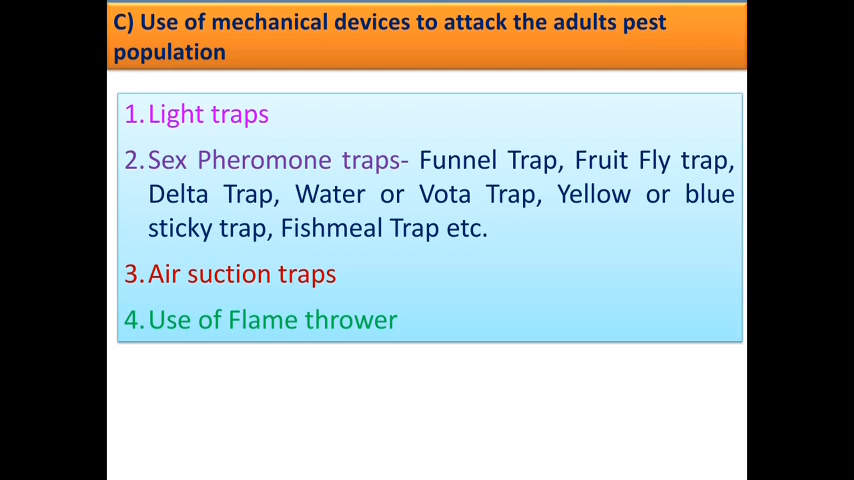 C) Use of mechanical devices to attack the adults pest
population
1. Light traps
2. Sex Pheromone traps- Funnel Trap, Fruit Fly trap,
Delta Trap, Water or Vota Trap, Yellow or blue
sticky trap, Fishmeal Trap etc.
3. Air suction traps
4. Use of Flame thrower